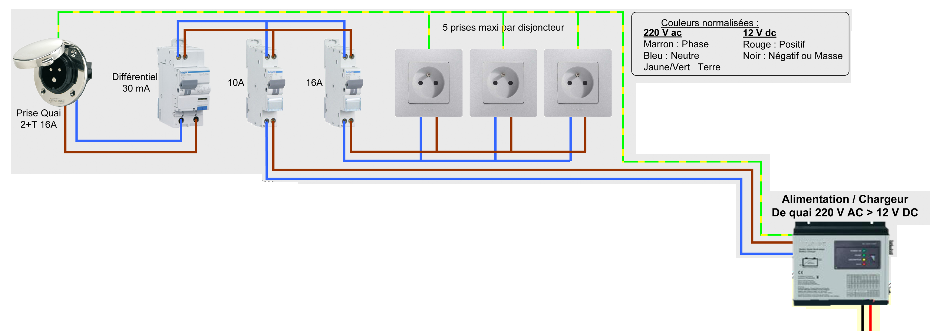 5 prises maxi par disjoncteur
Couleurs normalisées :
220 V ac 12 V dc
Marron : Phase Rouge : Positif
Bleu : Neutre Noir : Négatif ou Masse
Jaune/Vert Terre
Différentiel
30 mA
10A
16A
Prise Quai
2+T 16A
Alimentation / Chargeur
De quai 220 V AC > 12 V DC